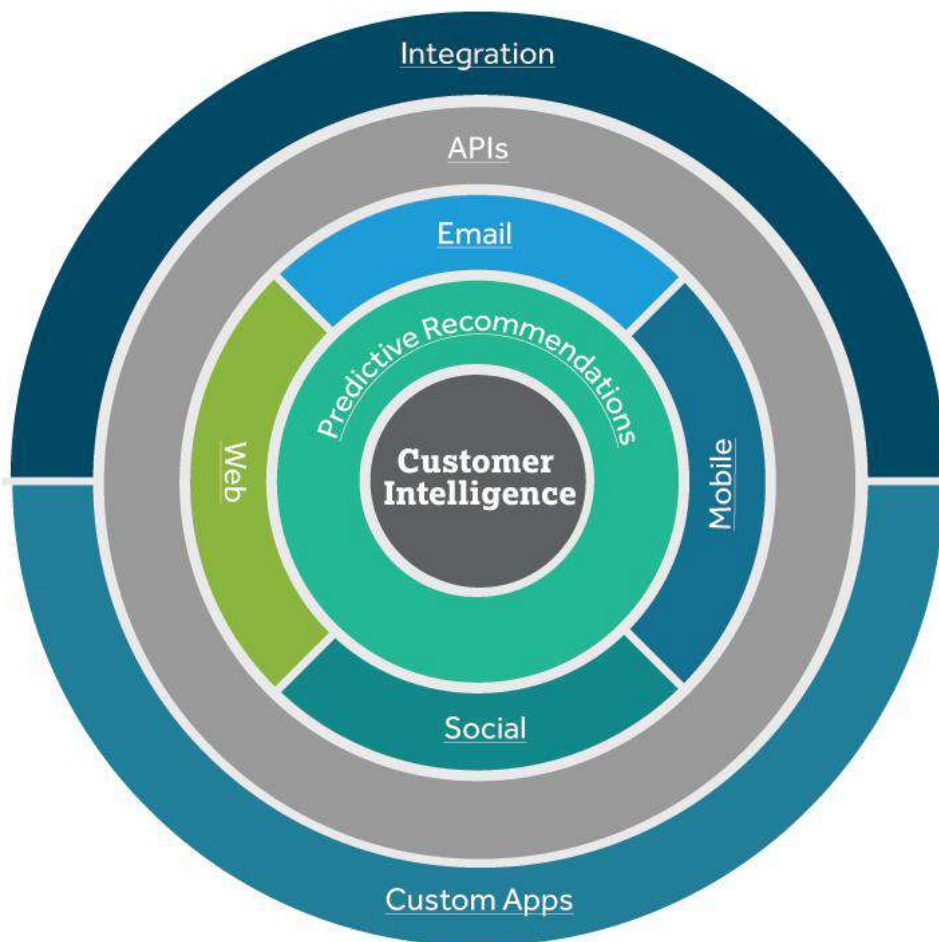 Integration
APIs
Email
Predictive Recommendations
Web
Customer
Intelligence
Mobile
Social
Custom Apps